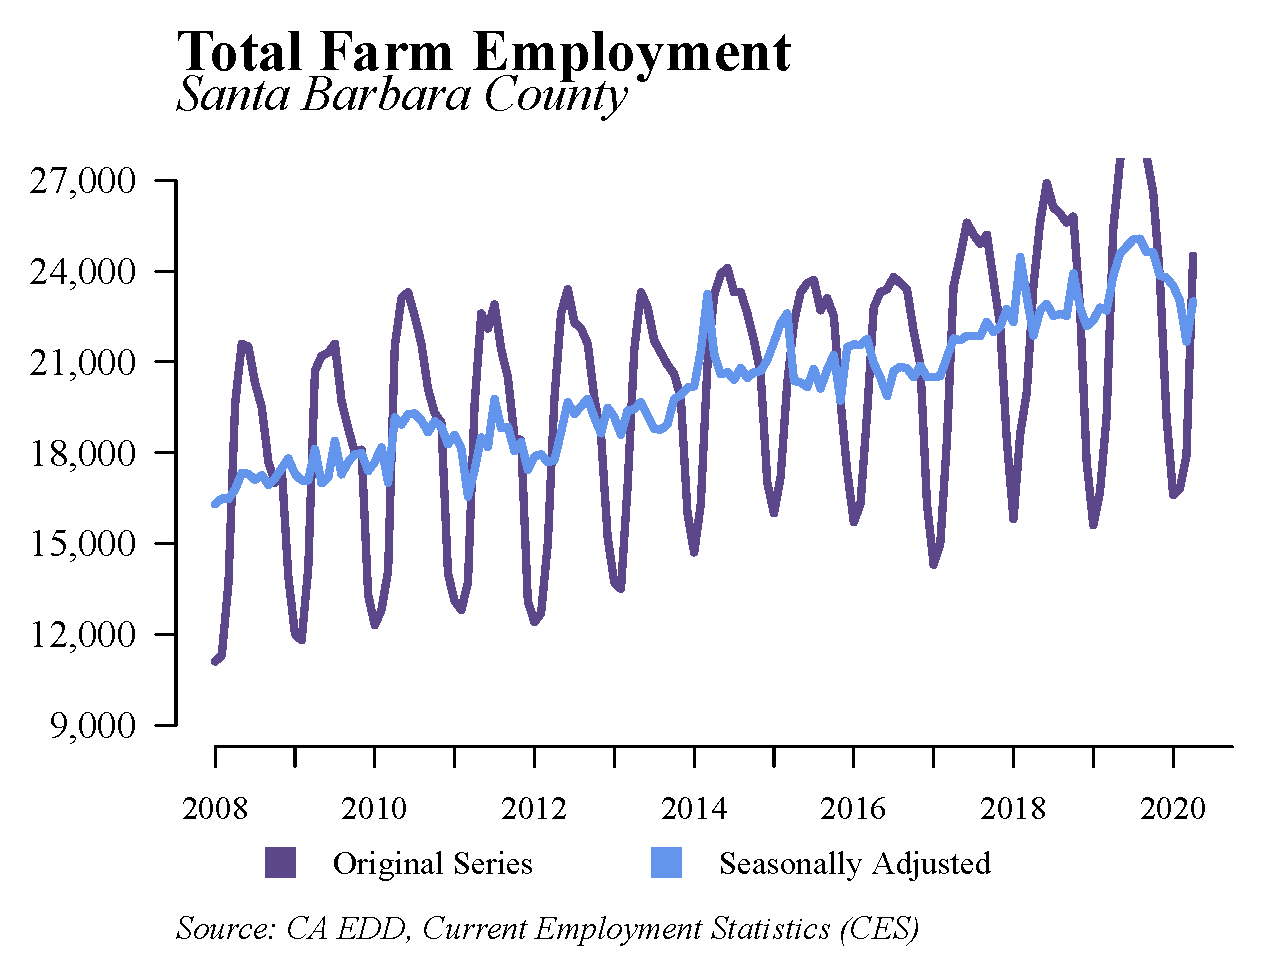 Total Farm Employment
Santa Barbara County
27,000
24,000
21,000
18,000
15,000
12,000
9,000
2008 2010 2012 2014 2016 2018 2020
Original Series Seasonally Adjusted
Source: CA EDD, Current Employment Statistics (CES)